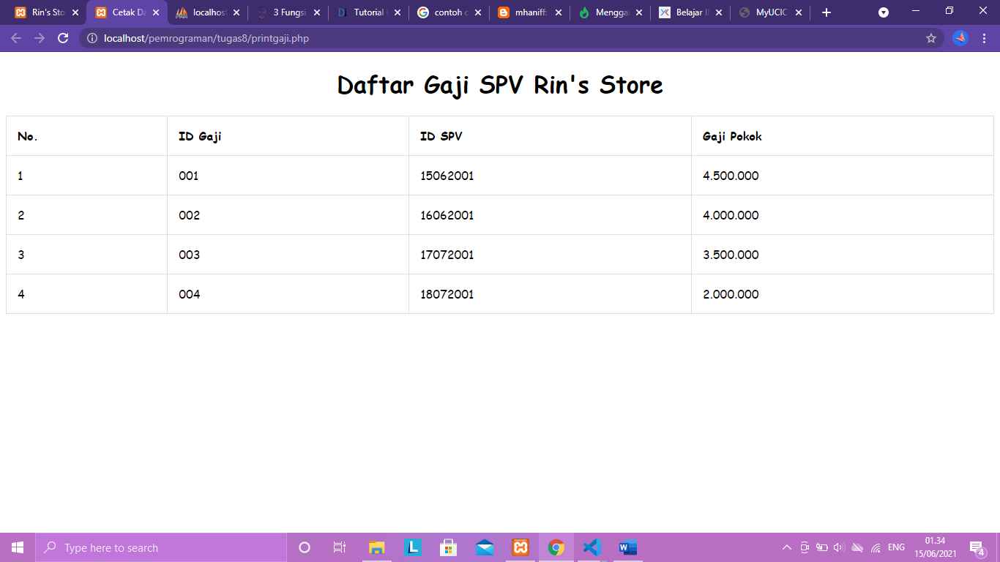 Rin's Sto
Cetak Da
localhost
3 Fungsi
Tutorial
contoh
mhaniff
Mengga
Belajar
MyUCIC
localhost/pemrograman/tugas8/printgaji.php
Daftar Gaji SPV Rin's Store
No. ID Gaji ID SPV Gaji Pokok
1 001 15062001 4.500.000
2 002 16062001 4.000.000
3 003 17072001 3.500.000
4 004 18072001 2.000.000
Type here to search
ENG
01.34
15/06/2021
4